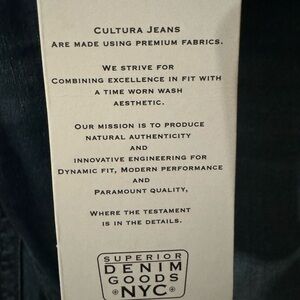 Cultura Jeans
are made using premium fabrics.
We strive for
Combining excellence in fit with
a time worn wash
aesthetic.
Our mission is to produce
natural authenticity
and
innovative engineering for
Dynamic fit, Modern performance
and
Paramount quality,
Where the testament
is in the details.
SUPERIOR
DENIM
GOODS
NYC